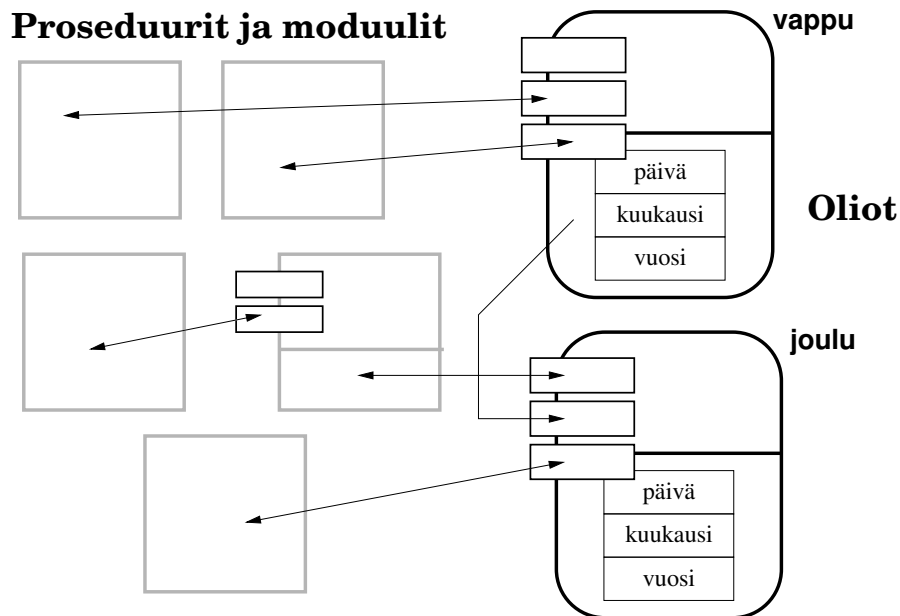 Proseduurit ja moduulit
vappu
päivä
kuukausi
vuosi
Oliot
joulu
päivä
kuukausi
vuosi